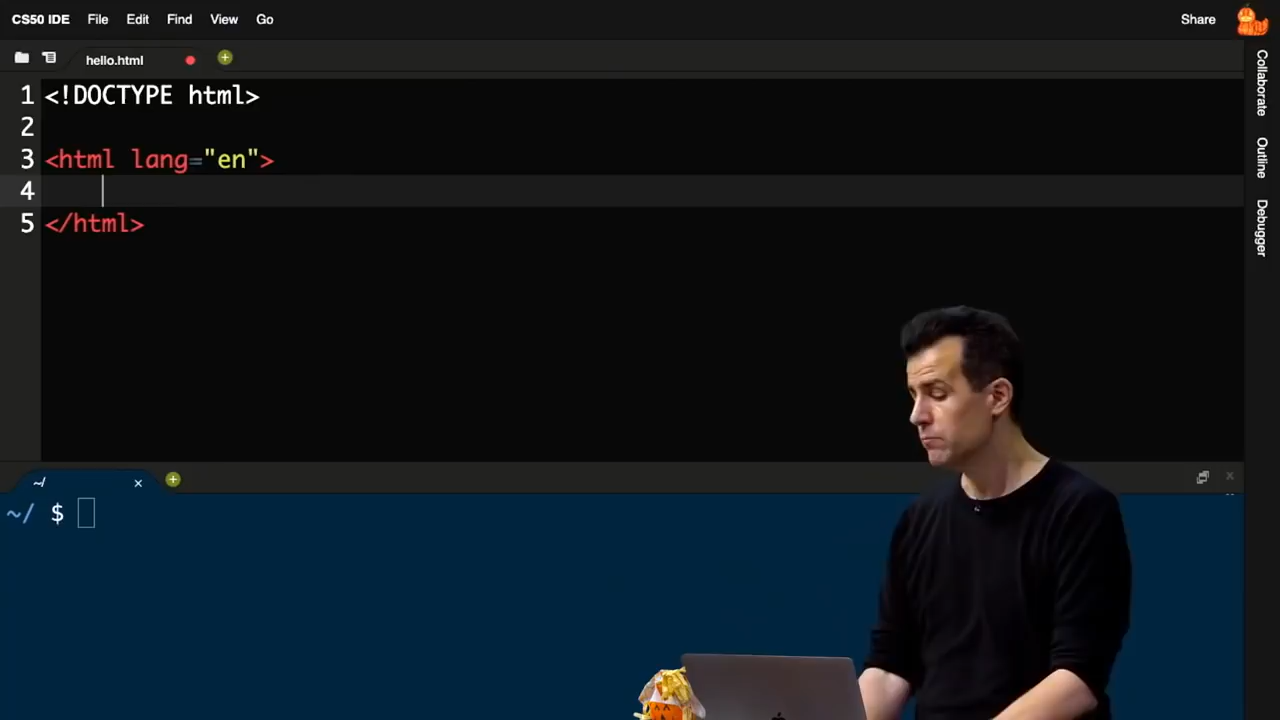 CS50 IDE File Edit Find View Go Share
hello.html
1 <!DOCTYPE html>
2
3 <html lang="en">
4
5 </html>
Collaborate
Outline
Debugger
~/
~/ $